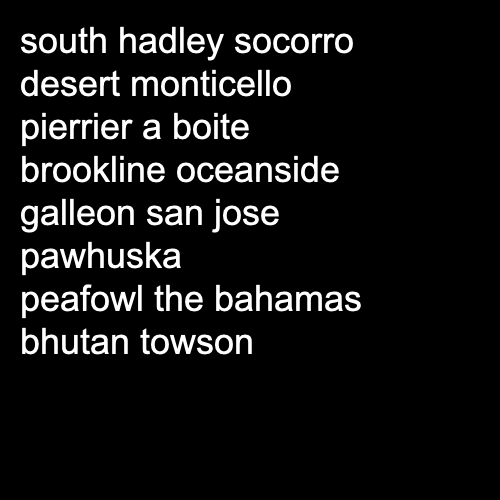 south hadley socorro
desert monticello
pierrier a boite
brookline oceanside
galleon san jose
pawhuska
peafowl the bahamas
bhutan towson